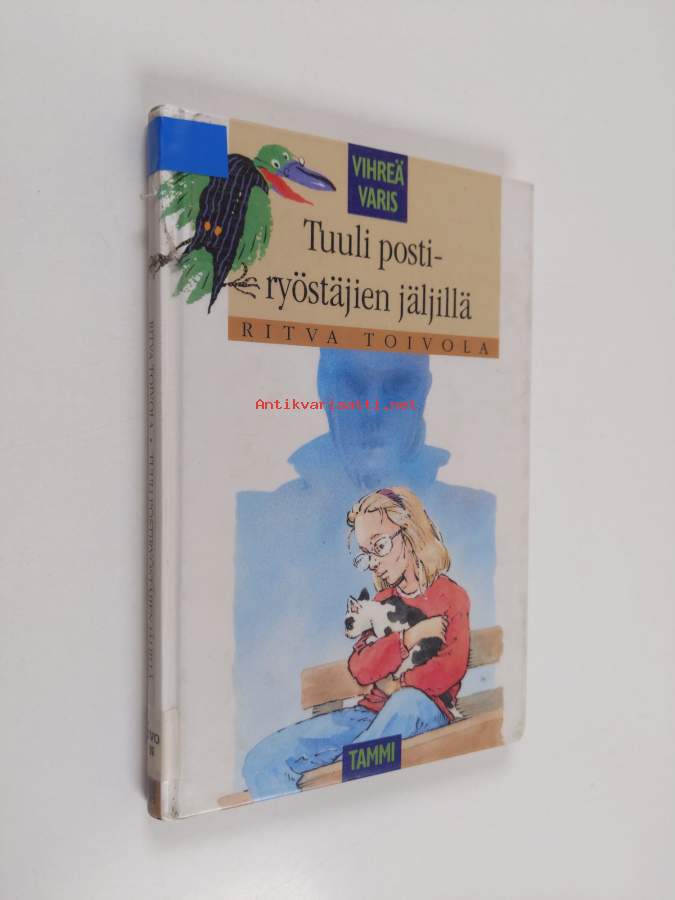 VIHREÄ
VARIS
Tuuli posti-
ryöstäjien jäljillä
RITVA TOIVOLA
Antikvariaatti.net
TAMMI
RITVA TOIVOLA • TUULI POSTIRYÖSTÄJIEN JÄLJILLÄ